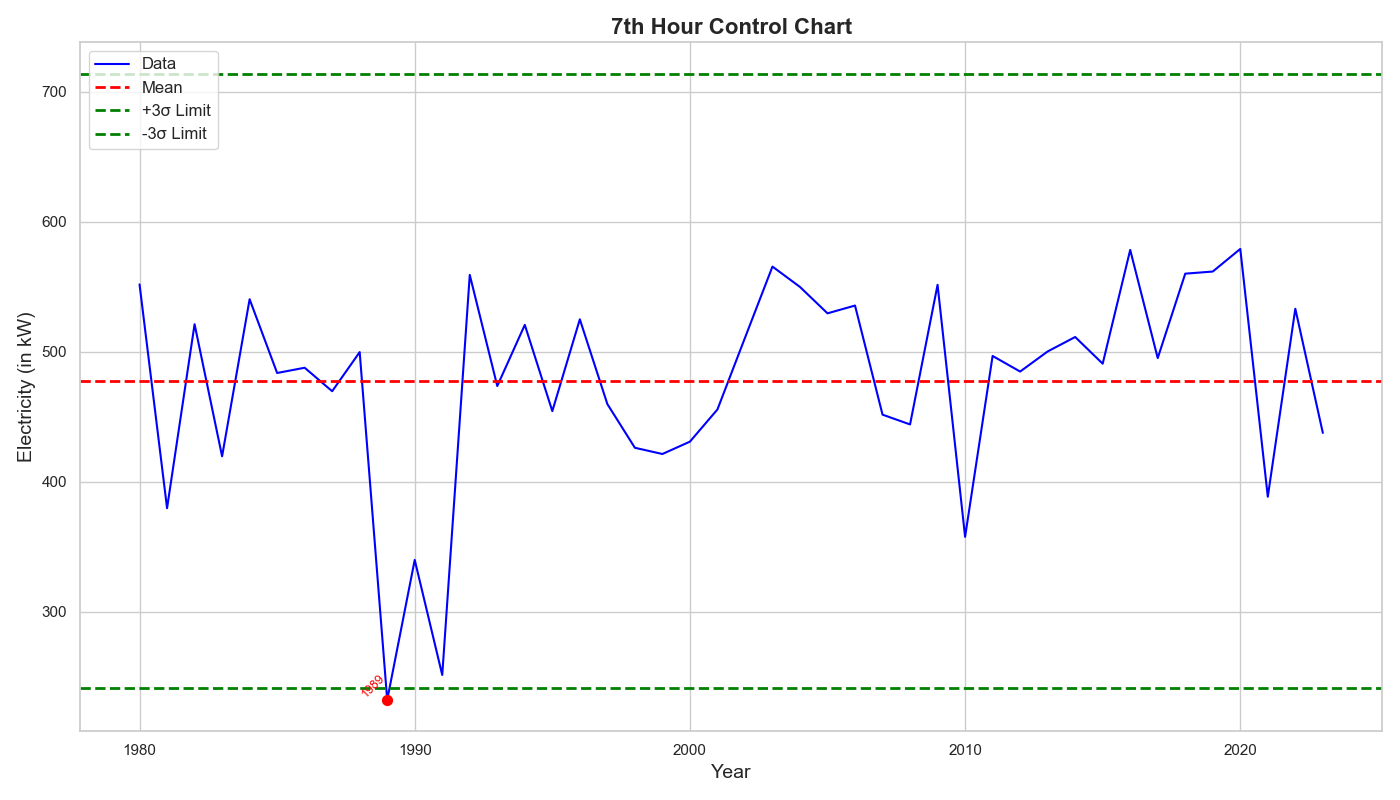 7th Hour Control Chart
Data
Mean
+3σ Limit
-3σ Limit
Electricity (in kW)
700
600
500
400
300
1989
1980
1990
2000
2010
2020
Year